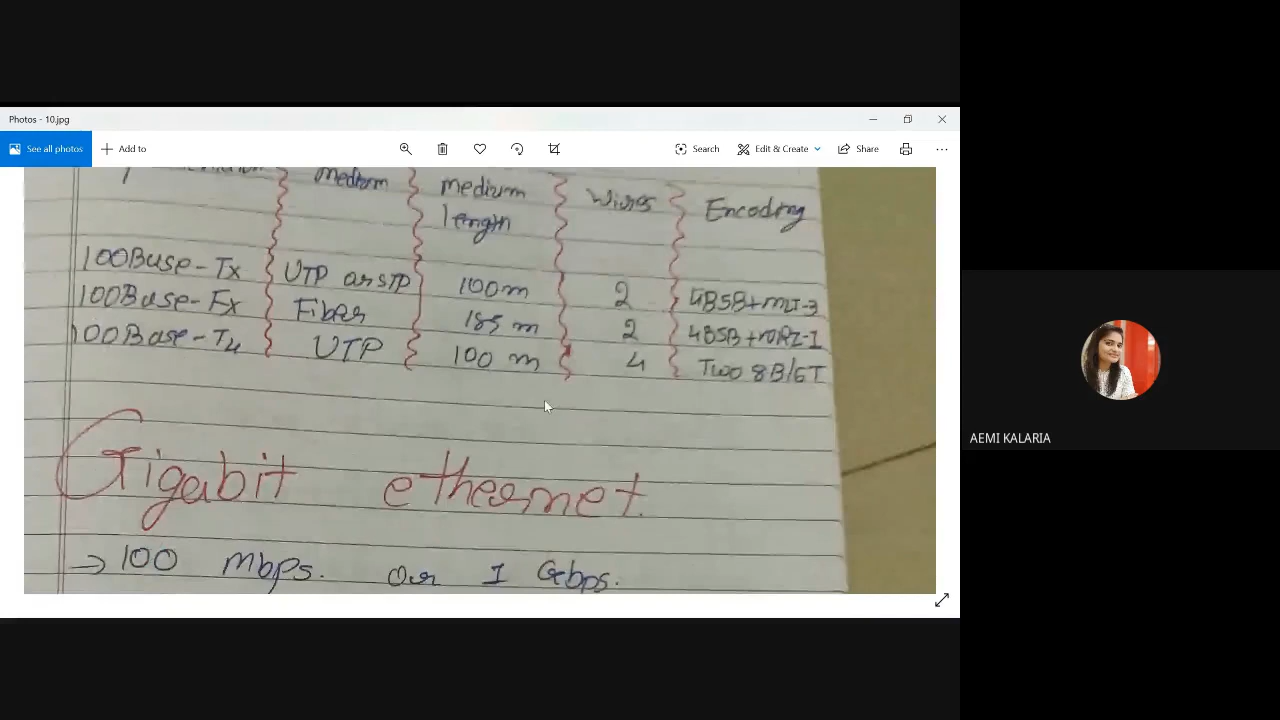 Photos - 10.jpg
See all photos
Add to
Search
Edit & Create
Share
medium
medium length
Wires
Encoding
100Base-Tx UTP or STP 100m 2 4B5B+MLT-3
100Base-Fx Fiber 185 m 2 4B5B+NRZ-I
100Base-T4 UTP 100 m 4 Two 8B/6T
AEMI KALARIA
Gigabit ethernet.
→ 100 Mbps. Or 1 Gbps.